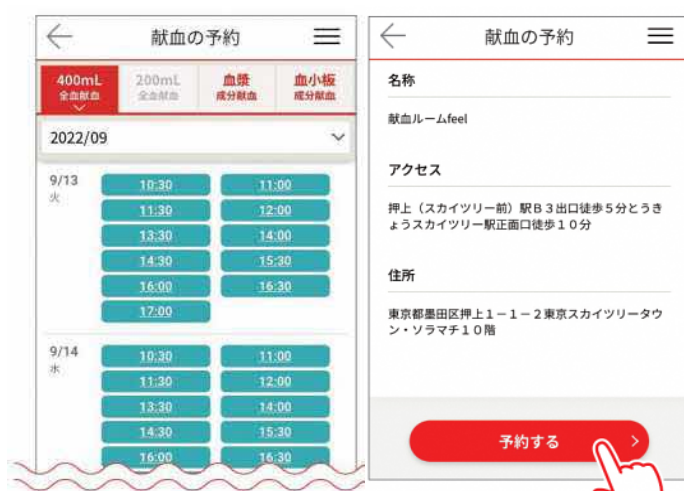 献血の予約
400mL
全血献血
200mL
全血献血
血漿
成分献血
血小板
成分献血
2022/09
9/13
火
10:30
11:00
11:30
12:00
13:30
14:00
14:30
15:30
16:00
16:30
17:00
9/14
水
10:30
11:00
11:30
12:00
13:30
14:00
14:30
15:30
16:00
16:30
献血の予約
名称
献血ルームfeel
アクセス
押上（スカイツリー前）駅Ｂ３出口徒歩５分とうき
ょうスカイツリー駅正面口徒歩１０分
住所
東京都墨田区押上１－１－２東京スカイツリータウ
ン・ソラマチ１０階
予約する